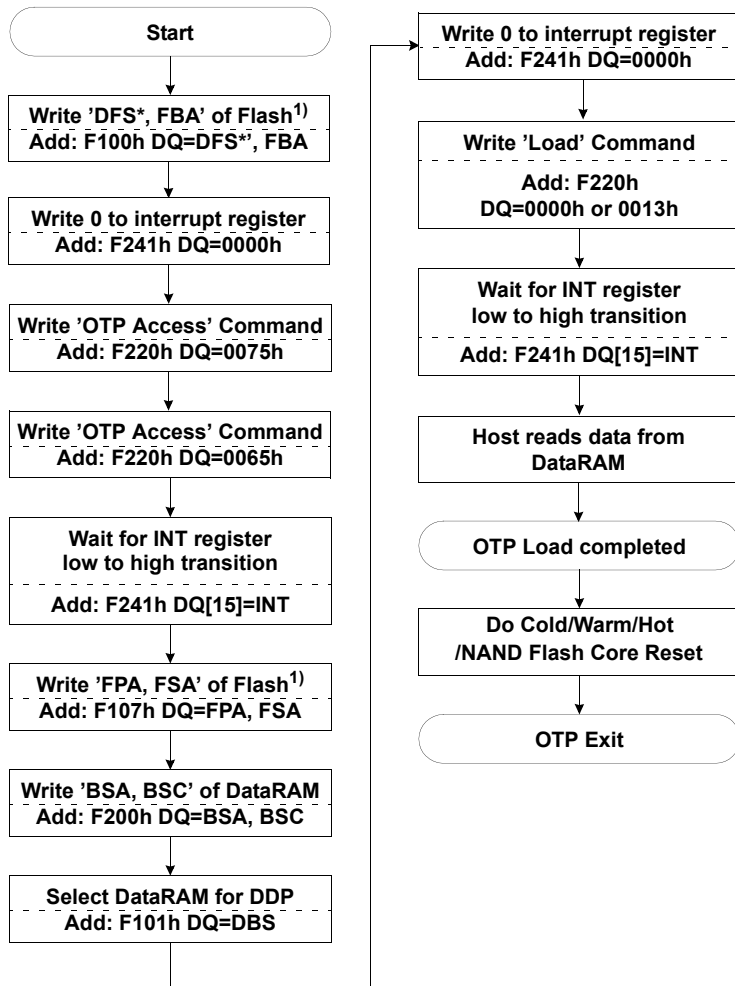 Start
Write 'DFS*, FBA' of Flash1)
Add: F100h DQ=DFS*', FBA
Write 0 to interrupt register
Add: F241h DQ=0000h
Write 'OTP Access' Command
Add: F220h DQ=0075h
Write 'OTP Access' Command
Add: F220h DQ=0065h
Wait for INT register
low to high transition
Add: F241h DQ[15]=INT
Write 'FPA, FSA' of Flash1)
Add: F107h DQ=FPA, FSA
Write 'BSA, BSC' of DataRAM
Add: F200h DQ=BSA, BSC
Select DataRAM for DDP
Add: F101h DQ=DBS
Write 0 to interrupt register
Add: F241h DQ=0000h
Write 'Load' Command
Add: F220h
DQ=0000h or 0013h
Wait for INT register
low to high transition
Add: F241h DQ[15]=INT
Host reads data from
DataRAM
OTP Load completed
Do Cold/Warm/Hot
/NAND Flash Core Reset
OTP Exit